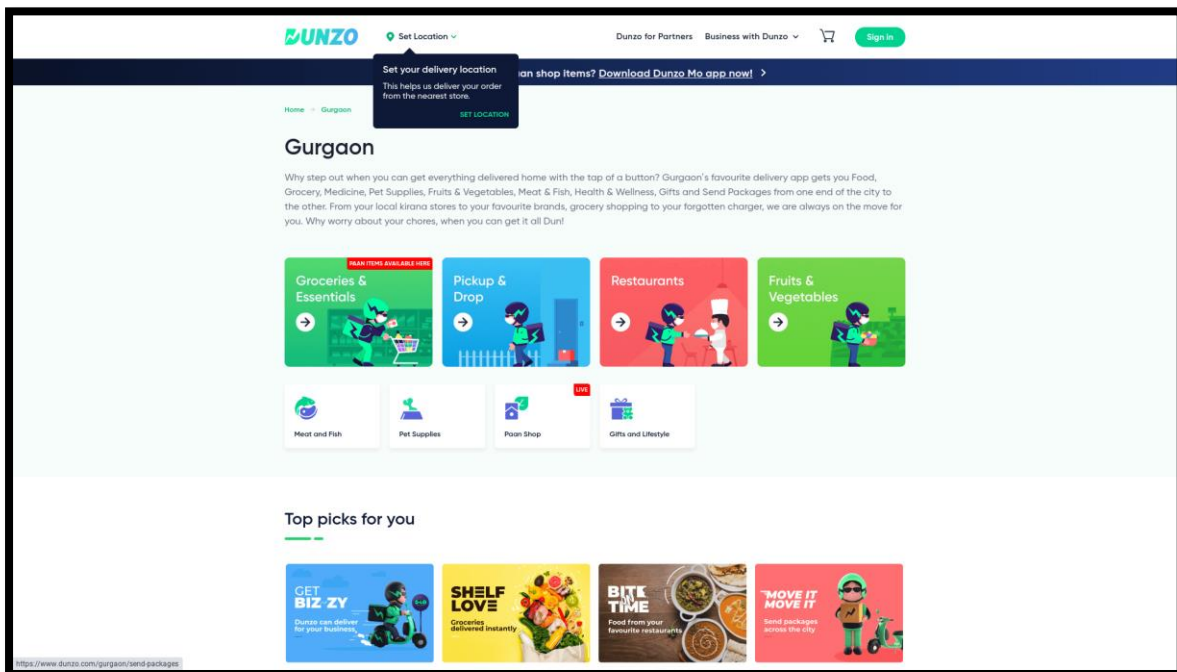 DUNZO
Set Location
Dunzo for Partners
Business with Dunzo
Sign in
Set your delivery location
This helps us deliver your order
from the nearest store.
SET LOCATION
an shop items? Download Dunzo Mo app now! >
Home → Gurgaon
Gurgaon
Why step out when you can get everything delivered home with the tap of a button? Gurgaon's favourite delivery app gets you Food,
Grocery, Medicine, Pet Supplies, Fruits & Vegetables, Meat & Fish, Health & Wellness, Gifts and Send Packages from one end of the city to
the other. From your local kirana stores to your favourite brands, grocery shopping to your forgotten charger, we are always on the move for
you. Why worry about your chores, when you can get it all Dun!
PAAN ITEMS AVAILABLE HERE
Groceries &
Essentials
Pickup &
Drop
Restaurants
Fruits &
Vegetables
LIVE
Meat and Fish
Pet Supplies
Paan Shop
Gifts and Lifestyle
Top picks for you
GET
BIZ-ZY
Dunzo can deliver
for your business
SHELF
LOVE
Groceries
delivered instantly
BITE
ON
TIME
Food from your
favourite restaurants
MOVE IT
MOVE IT
Send packages
across the city
https://www.dunzo.com/gurgaon/send-packages